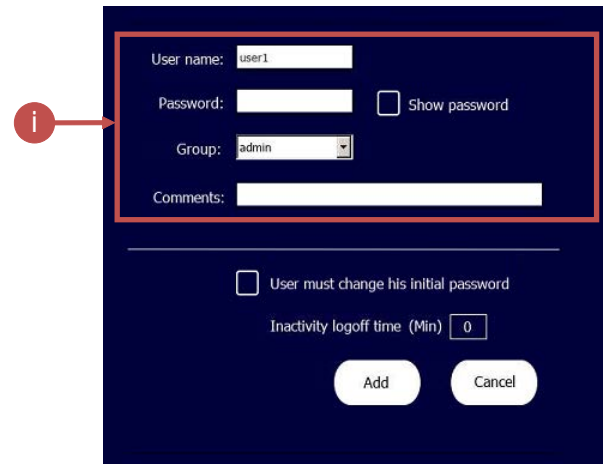 User name: user1
i
Password: Show password
Group: admin
Comments:
User must change his initial password
Inactivity logoff time (Min) 0
Add Cancel